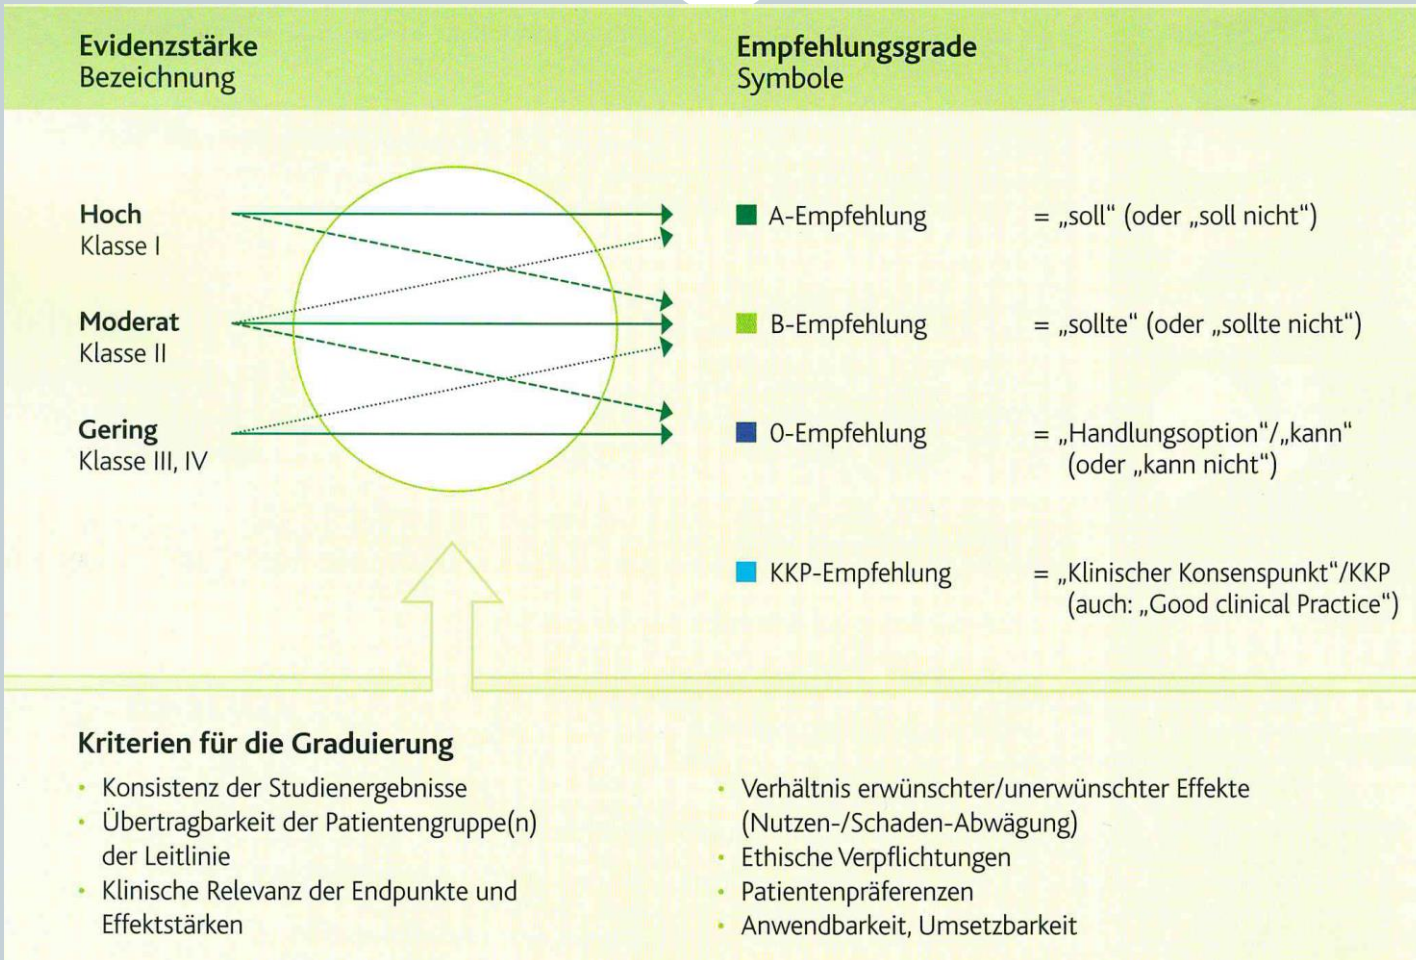 Evidenzstärke
Bezeichnung
Empfehlungsgrade
Symbole
Hoch
Klasse I
A-Empfehlung = „soll“ (oder „soll nicht“)
Moderat
Klasse II
B-Empfehlung = „sollte“ (oder „sollte nicht“)
Gering
Klasse III, IV
0-Empfehlung = „Handlungsoption“/„kann“
(oder „kann nicht“)
KKP-Empfehlung = „Klinischer Konsenspunkt“/KKP
(auch: „Good clinical Practice“)
Kriterien für die Graduierung
• Konsistenz der Studienergebnisse
• Übertragbarkeit der Patientengruppe(n)
der Leitlinie
• Klinische Relevanz der Endpunkte und
Effektstärken
• Verhältnis erwünschter/unerwünschter Effekte
(Nutzen-/Schaden-Abwägung)
• Ethische Verpflichtungen
• Patientenpräferenzen
• Anwendbarkeit, Umsetzbarkeit